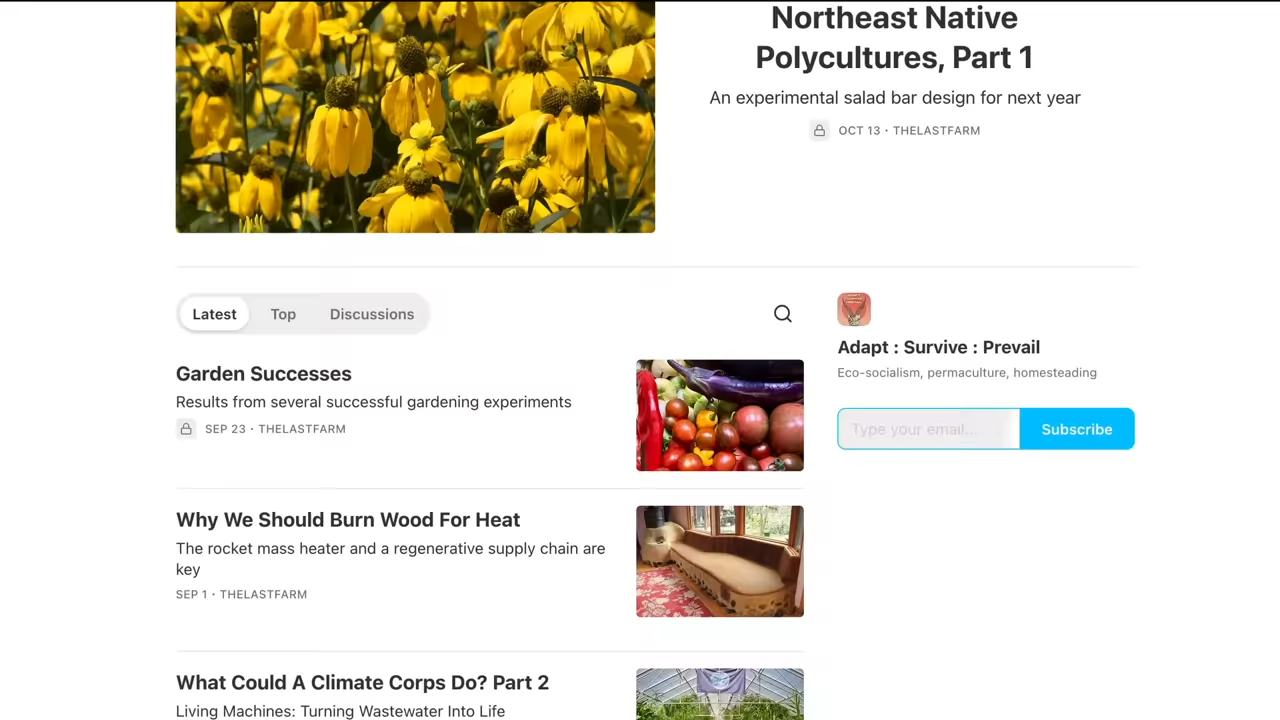 Northeast Native
Polycultures, Part 1
An experimental salad bar design for next year
OCT 13 · THELASTFARM
Latest
Top
Discussions
Garden Successes
Results from several successful gardening experiments
SEP 23 · THELASTFARM
Why We Should Burn Wood For Heat
The rocket mass heater and a regenerative supply chain are
key
SEP 1 · THELASTFARM
What Could A Climate Corps Do? Part 2
Living Machines: Turning Wastewater Into Life
Adapt : Survive : Prevail
Eco-socialism, permaculture, homesteading
Type your email...
Subscribe